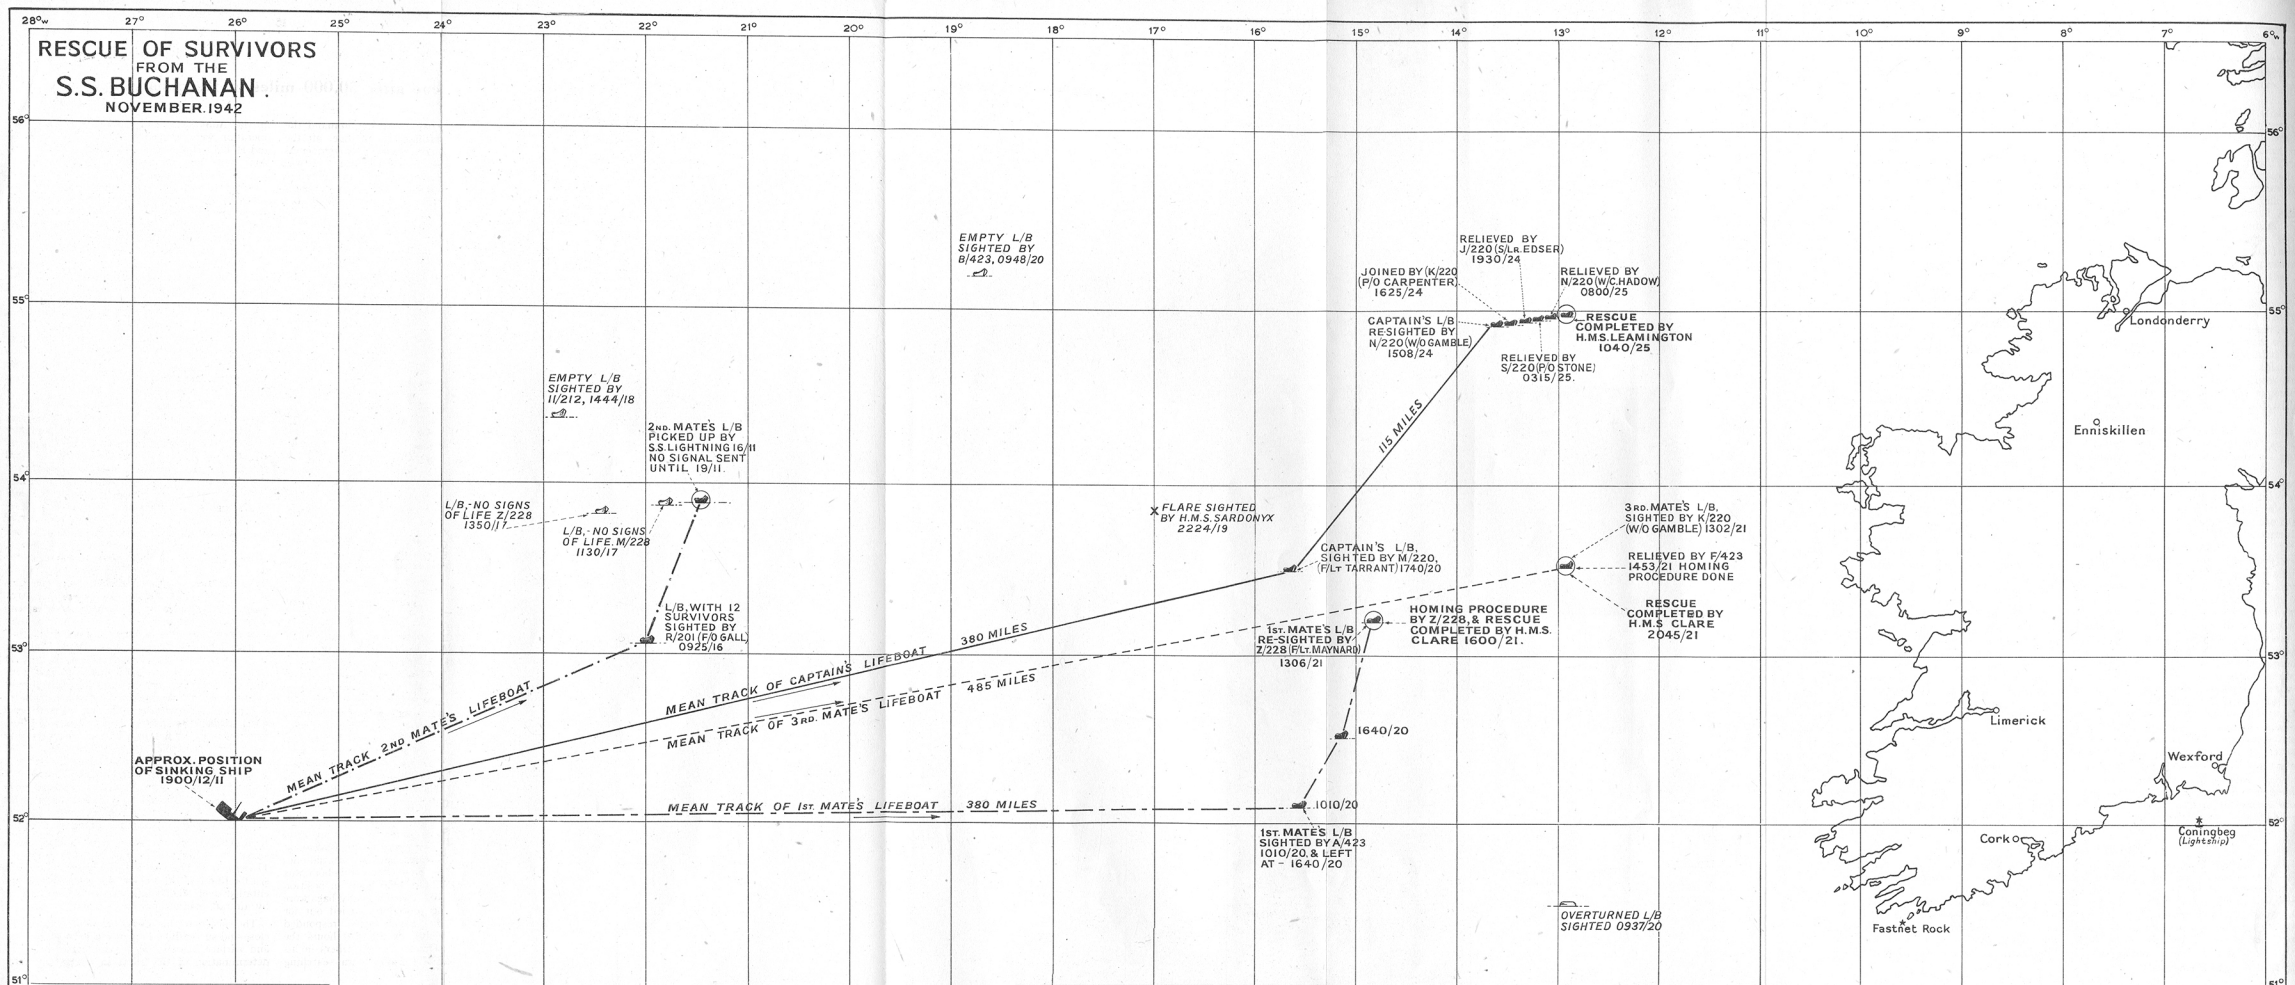 28°W 27° 26° 25° 24° 23° 22° 21° 20° 19° 18° 17° 16° 15° 14° 13° 12° 11° 10° 9° 8° 7° 6°W
RESCUE OF SURVIVORS
FROM THE
S.S. BUCHANAN.
NOVEMBER.1942
56°
56°
EMPTY L/B
SIGHTED BY
B/423, 0948/20
RELIEVED BY
J/220 (S/LR. EDSER)
1930/24
JOINED BY (K/220
(P/O CARPENTER)
1625/24
RELIEVED BY
N/220 (W/C. HADOW)
0800/25
55°
55°
CAPTAIN'S L/B
RE-SIGHTED BY
N/220 (W/O GAMBLE)
1508/24
RESCUE
COMPLETED BY
H.M.S. LEAMINGTON
1040/25
RELIEVED BY
S/220 (P/O STONE)
0315/25.
Londonderry
EMPTY L/B
SIGHTED BY
11/212, 1444/18
115 MILES
Enniskillen
2ND. MATE'S L/B
PICKED UP BY
S.S. LIGHTNING 16/11
NO SIGNAL SENT
UNTIL 19/11.
54°
54°
L/B,-NO SIGNS
OF LIFE Z/228
1350/17
L/B,-NO SIGNS
OF LIFE. M/228
1130/17
X FLARE SIGHTED
BY H.M.S. SARDONYX
2224/19
3RD. MATE'S L/B,
SIGHTED BY K/220
(W/O GAMBLE) 1302/21
CAPTAIN'S L/B,
SIGHTED BY M/220,
(F/LT TARRANT) 1740/20
RELIEVED BY F/423
1453/21 HOMING
PROCEDURE DONE
RESCUE
COMPLETED BY
H.M.S CLARE
2045/21
L/B, WITH 12
SURVIVORS
SIGHTED BY
R/201 (F/O GALL)
0925/16
HOMING PROCEDURE
BY Z/228, & RESCUE
COMPLETED BY H.M.S.
CLARE 1600/21.
1ST. MATE'S L/B
RE-SIGHTED BY
Z/228 (F/LT. MAYNARD)
1306/21
53°
53°
MEAN TRACK OF CAPTAIN'S LIFEBOAT 380 MILES
MEAN TRACK OF 3RD. MATE'S LIFEBOAT 485 MILES
MEAN TRACK 2ND MATE'S LIFEBOAT
1640/20
Limerick
Wexford
APPROX. POSITION
OF SINKING SHIP
1900/12/11
MEAN TRACK OF 1ST. MATE'S LIFEBOAT 380 MILES
1010/20
52°
52°
1ST. MATE'S L/B
SIGHTED BY A/423
1010/20, & LEFT
AT - 1640/20
Cork
Coningbeg
(Lightship)
OVERTURNED L/B
SIGHTED 0937/20
Fastnet Rock
51°
51°